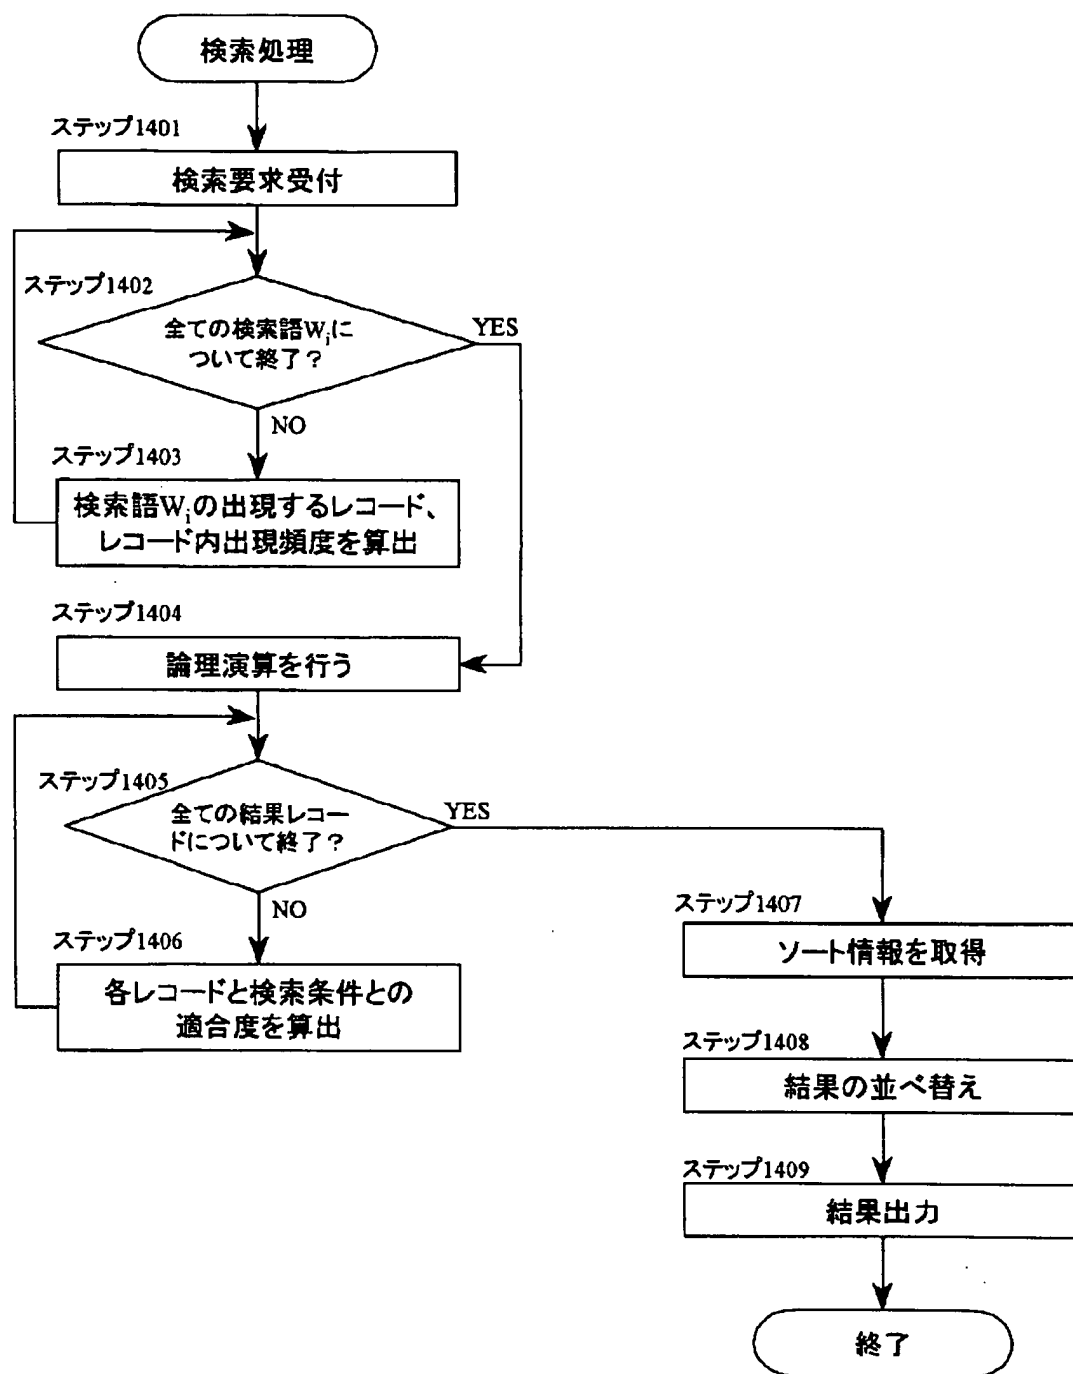 検索処理
ステップ1401
検索要求受付
ステップ1402
全ての検索語Wiに
ついて終了？
YES
NO
ステップ1403
検索語Wiの出現するレコード、
レコード内出現頻度を算出
ステップ1404
論理演算を行う
ステップ1405
全ての結果レコー
ドについて終了？
YES
NO
ステップ1406
各レコードと検索条件との
適合度を算出
ステップ1407
ソート情報を取得
ステップ1408
結果の並べ替え
ステップ1409
結果出力
終了